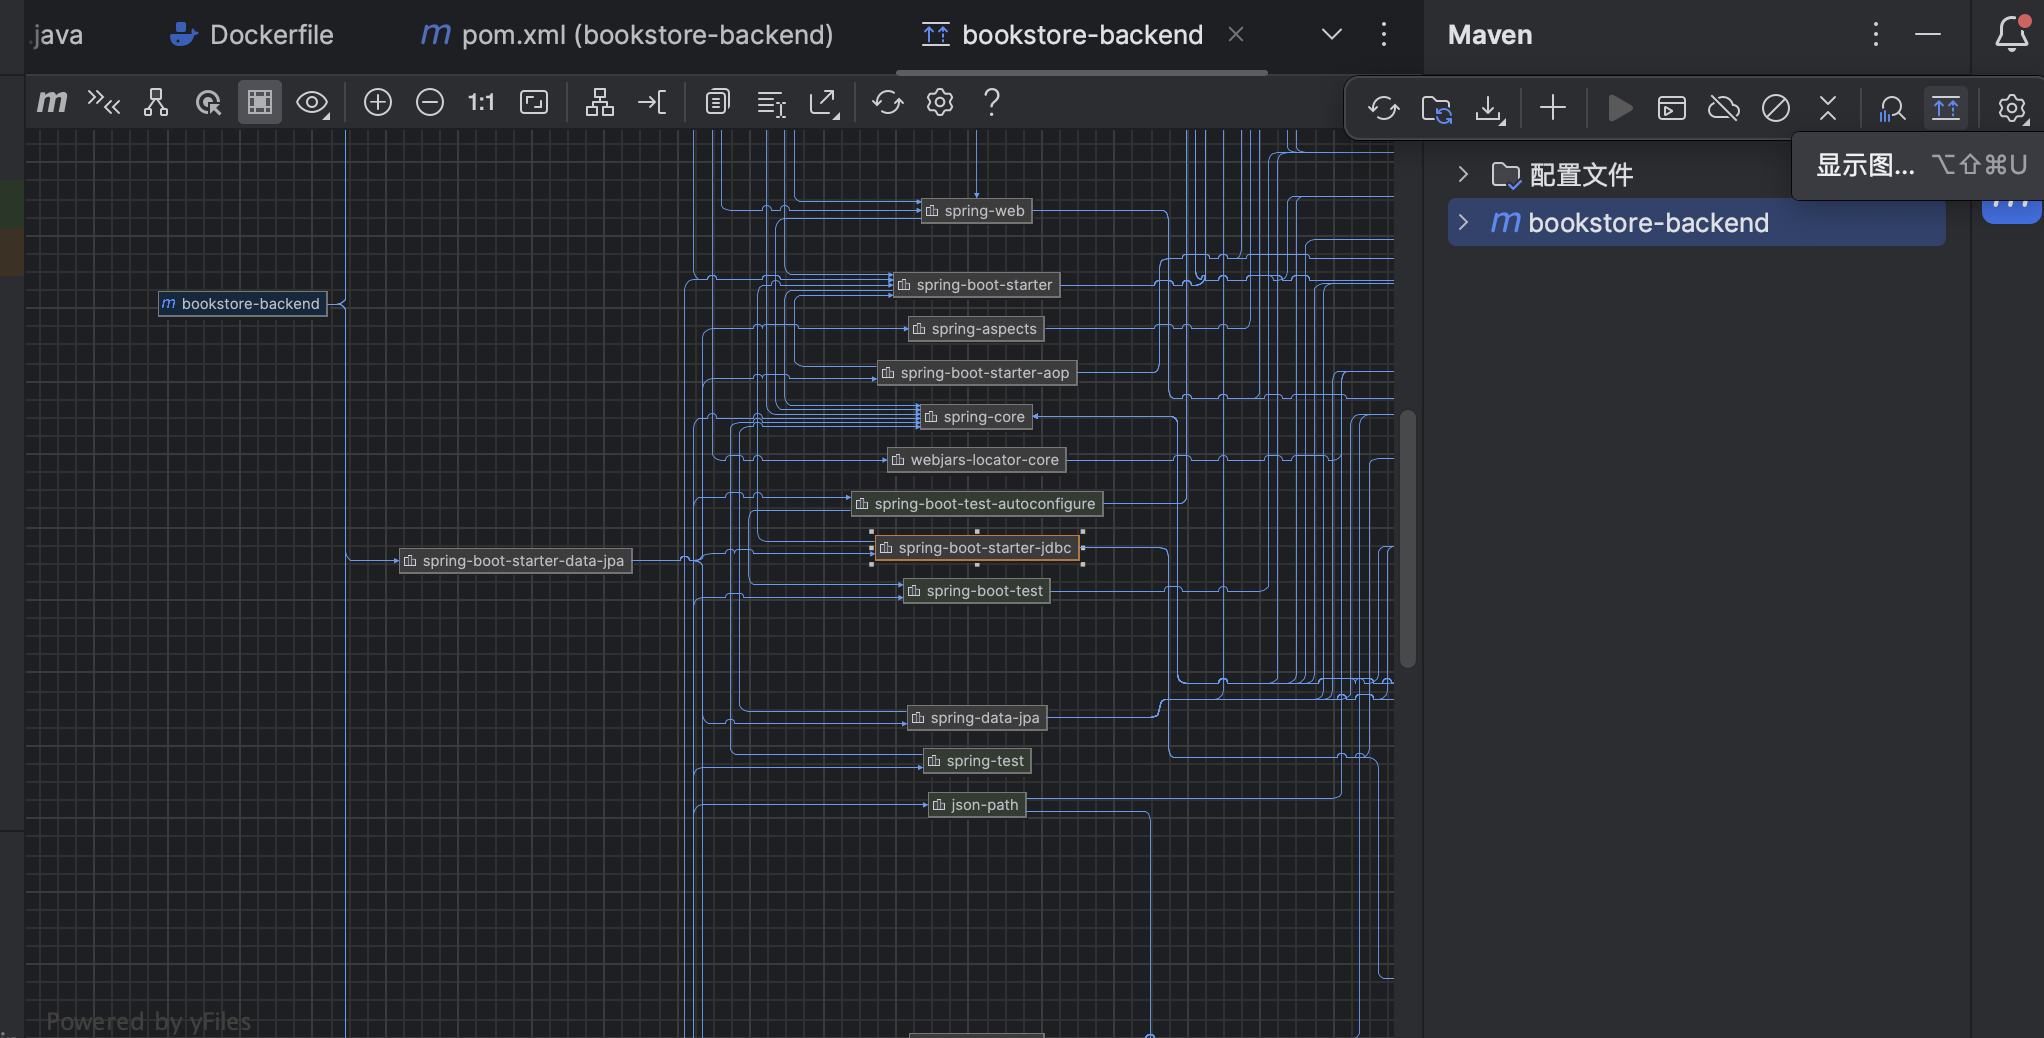 .java
Dockerfile
m pom.xml (bookstore-backend)
bookstore-backend
Maven
m
1:1
?
显示图... ⌥⇧⌘U
配置文件
m bookstore-backend
spring-web
spring-boot-starter
m bookstore-backend
spring-aspects
spring-boot-starter-aop
spring-core
webjars-locator-core
spring-boot-test-autoconfigure
spring-boot-starter-jdbc
spring-boot-starter-data-jpa
spring-boot-test
spring-data-jpa
spring-test
json-path
Powered by yFiles